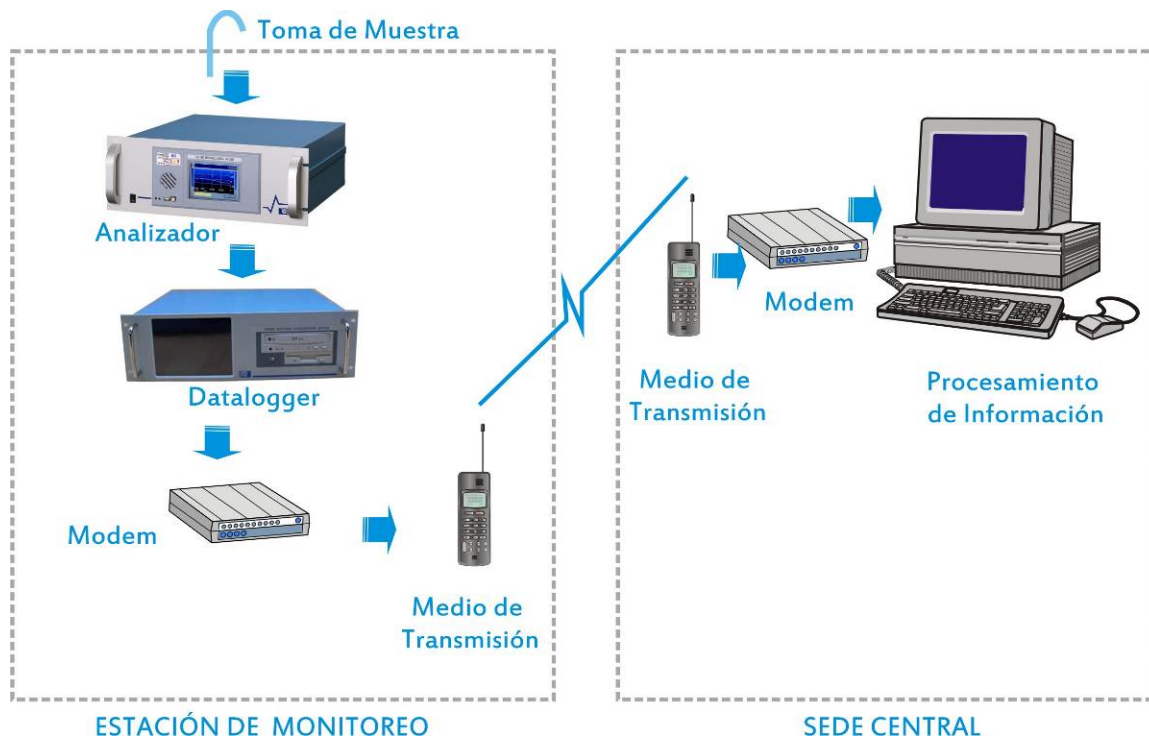 Toma de Muestra
Analizador
Datalogger
Modem
Medio de
Transmisión
ESTACIÓN DE MONITOREO
Medio de
Transmisión
Modem
Procesamiento
de Información
SEDE CENTRAL